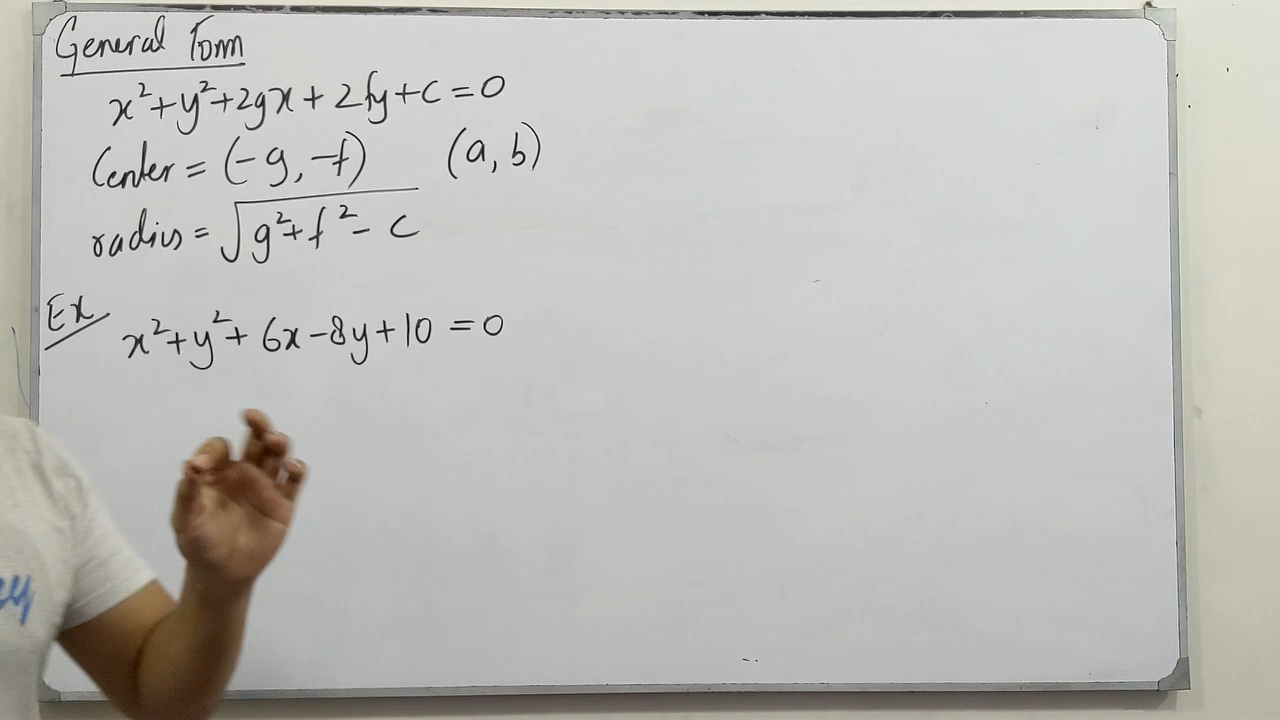 General Form
x²+y²+2gx+2fy+c=0
Center = (-g,-f) (a,b)
radius = √g²+f²-c
Ex x²+y²+6x-8y+10=0